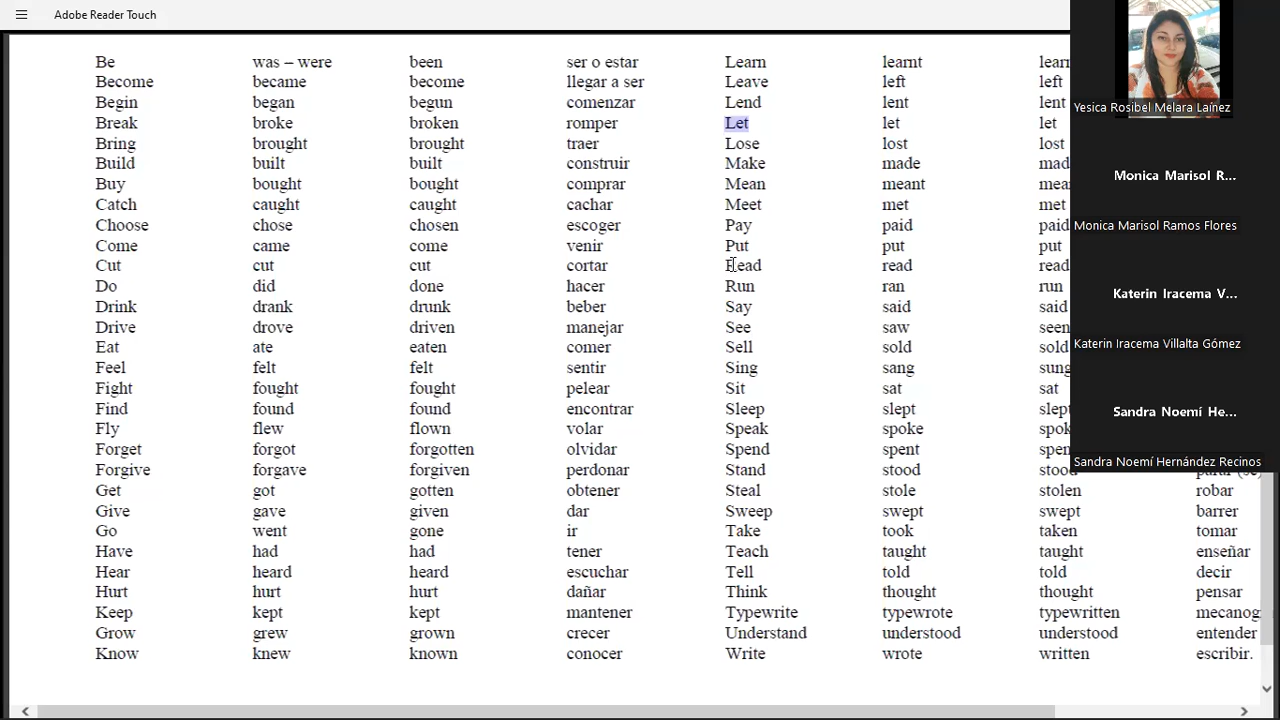 Adobe Reader Touch
Be was – were been ser o estar Learn learnt
Become became become llegar a ser Leave left left
Begin began begun comenzar Lend lent lent
Break broke broken romper Let let let
Bring brought brought traer Lose lost lost
Build built built construir Make made
Buy bought bought comprar Mean meant
Catch caught caught cachar Meet met met
Choose chose chosen escoger Pay paid paid
Come came come venir Put put put
Cut cut cut cortar Read read read
Do did done hacer Run ran run
Drink drank drunk beber Say said said
Drive drove driven manejar See saw seen
Eat ate eaten comer Sell sold sold
Feel felt felt sentir Sing sang sung
Fight fought fought pelear Sit sat sat
Find found found encontrar Sleep slept slept
Fly flew flown volar Speak spoke
Forget forgot forgotten olvidar Spend spent
Forgive forgave forgiven perdonar Stand stood stood
Get got gotten obtener Steal stole stolen robar
Give gave given dar Sweep swept swept barrer
Go went gone ir Take took taken tomar
Have had had tener Teach taught taught enseñar
Hear heard heard escuchar Tell told told decir
Hurt hurt hurt dañar Think thought thought pensar
Keep kept kept mantener Typewrite typewrote typewritten mecanog
Grow grew grown crecer Understand understood understood entender
Know knew known conocer Write wrote written escribir.
Yesica Rosibel Melara Laínez
Monica Marisol R...
Monica Marisol Ramos Flores
Katerin Iracema V...
Katerin Iracema Villalta Gómez
Sandra Noemí He...
Sandra Noemí Hernández Recinos